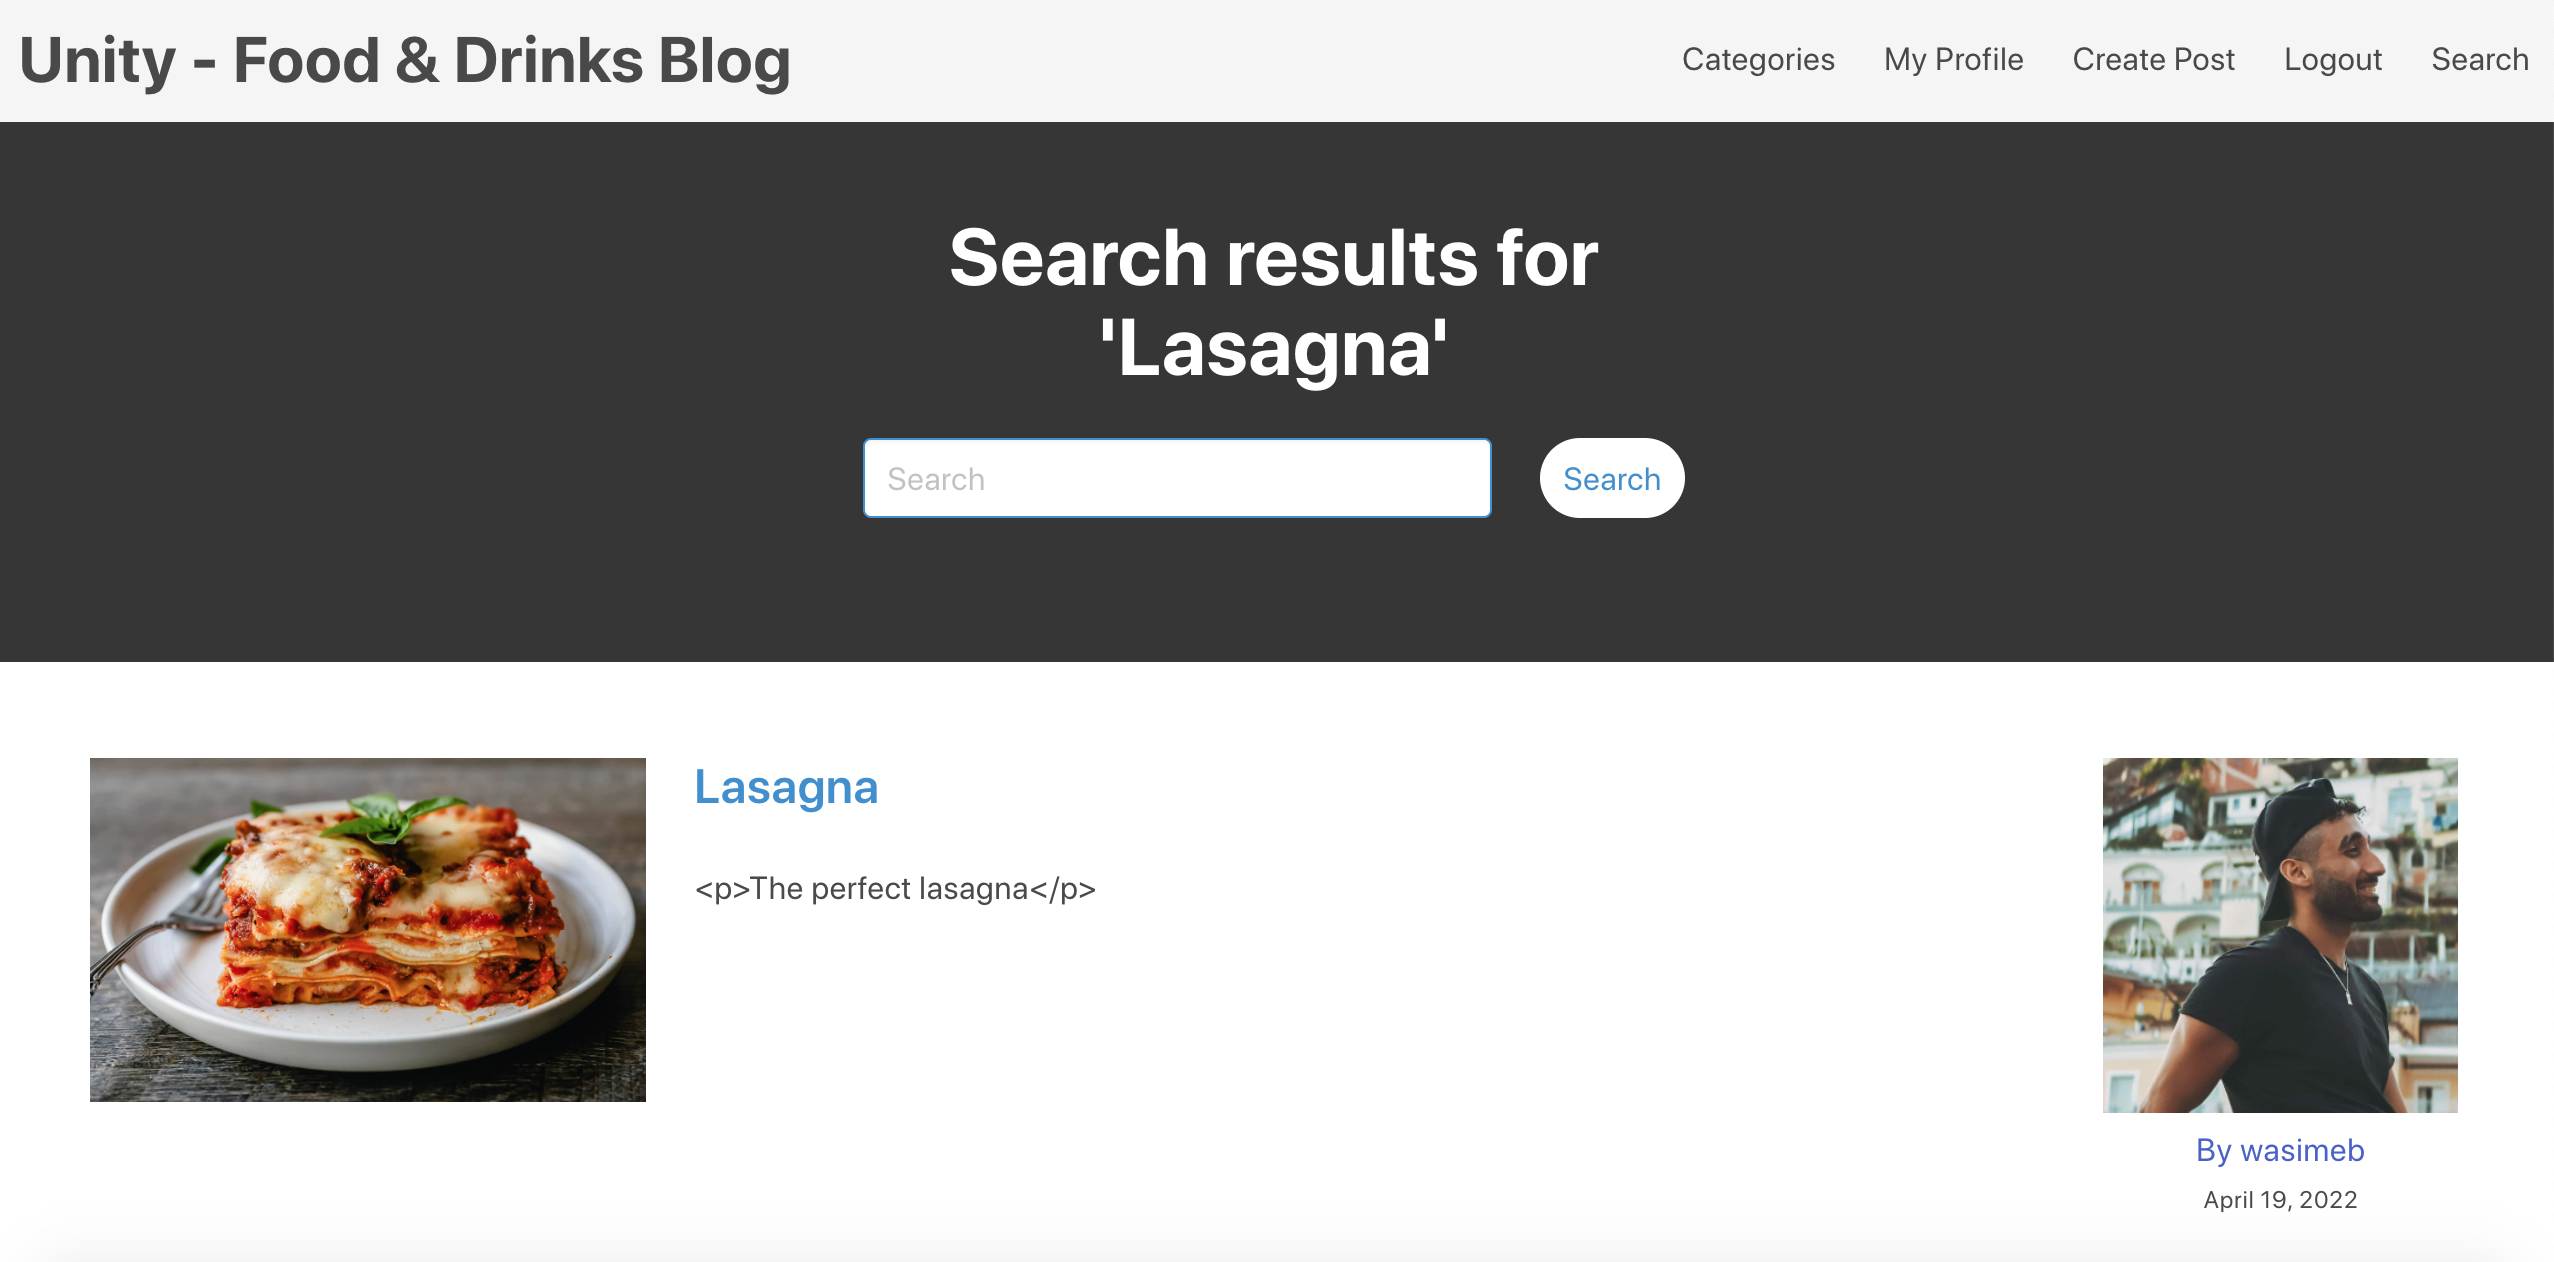 Unity - Food & Drinks Blog
Categories My Profile Create Post Logout Search
Search results for
'Lasagna'
Search Search
Lasagna
<p>The perfect lasagna</p>
By wasimeb
April 19, 2022